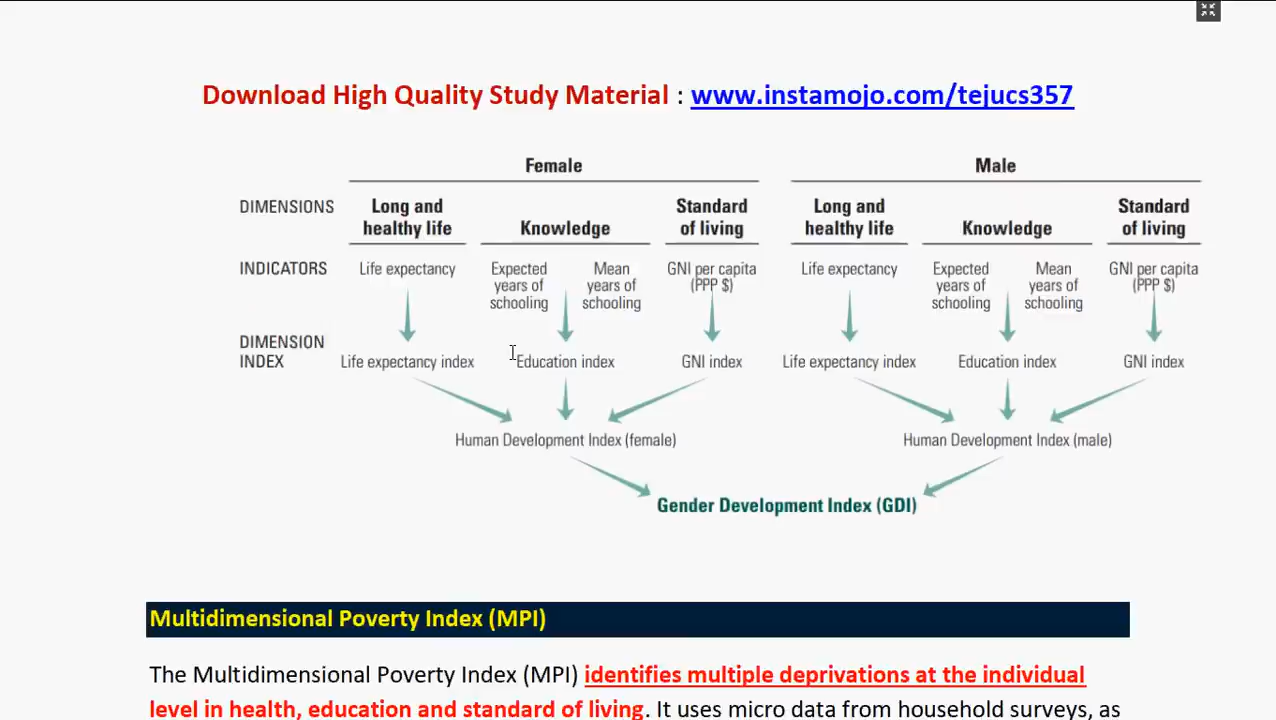 Download High Quality Study Material : www.instamojo.com/tejucs357
Female Male
DIMENSIONS Long and healthy life Knowledge Standard of living Long and healthy life Knowledge Standard of living
INDICATORS Life expectancy Expected years of schooling Mean years of schooling GNI per capita (PPP $) Life expectancy Expected years of schooling Mean years of schooling GNI per capita (PPP $)
DIMENSION INDEX Life expectancy index Education index GNI index Life expectancy index Education index GNI index
Human Development Index (female) Human Development Index (male)
Gender Development Index (GDI)
Multidimensional Poverty Index (MPI)
The Multidimensional Poverty Index (MPI) identifies multiple deprivations at the individual
level in health, education and standard of living. It uses micro data from household surveys, as